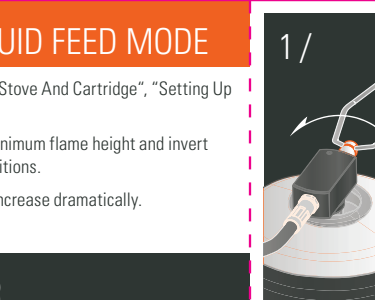 UID FEED MODE
Stove And Cartridge“, “Setting Up
nimum flame height and invert
itions.
ncrease dramatically.
1/